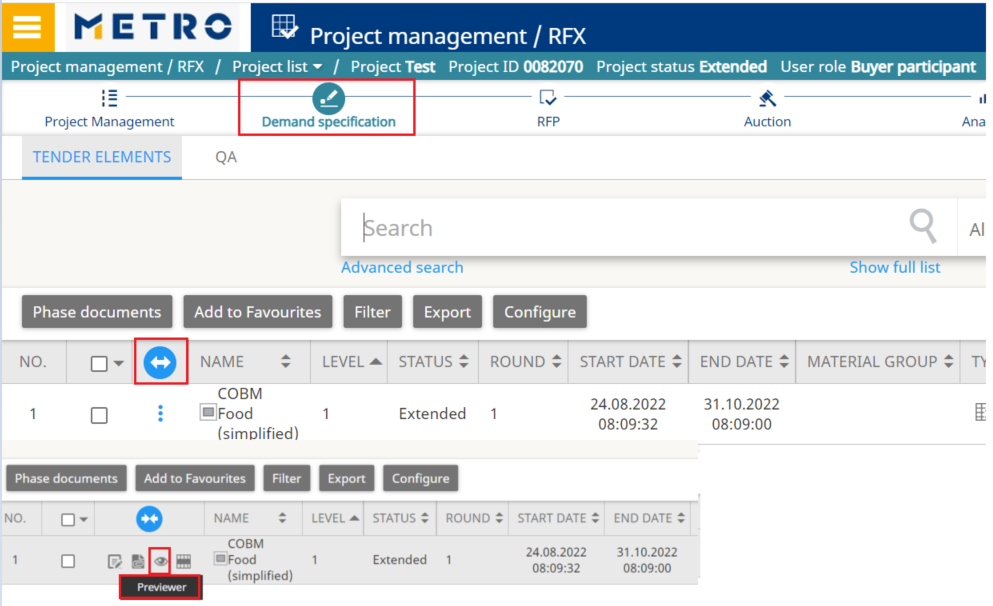 METRO Project management / RFX
Project management / RFX / Project list / Project Test Project ID 0082070 Project status Extended User role Buyer participant
Project Management Demand specification RFP Auction Ana
TENDER ELEMENTS QA
Search Al
Advanced search Show full list
Phase documents Add to Favourites Filter Export Configure
NO. NAME LEVEL STATUS ROUND START DATE END DATE MATERIAL GROUP TY
COBM
1 Food 1 Extended 1 24.08.2022 31.10.2022
(simplified) 08:09:32 08:09:00
Phase documents Add to Favourites Filter Export Configure
NO. NAME LEVEL STATUS ROUND START DATE END DATE
COBM
1 Food 1 Extended 1 24.08.2022 31.10.2022
(simplified) 08:09:32 08:09:00
Previewer